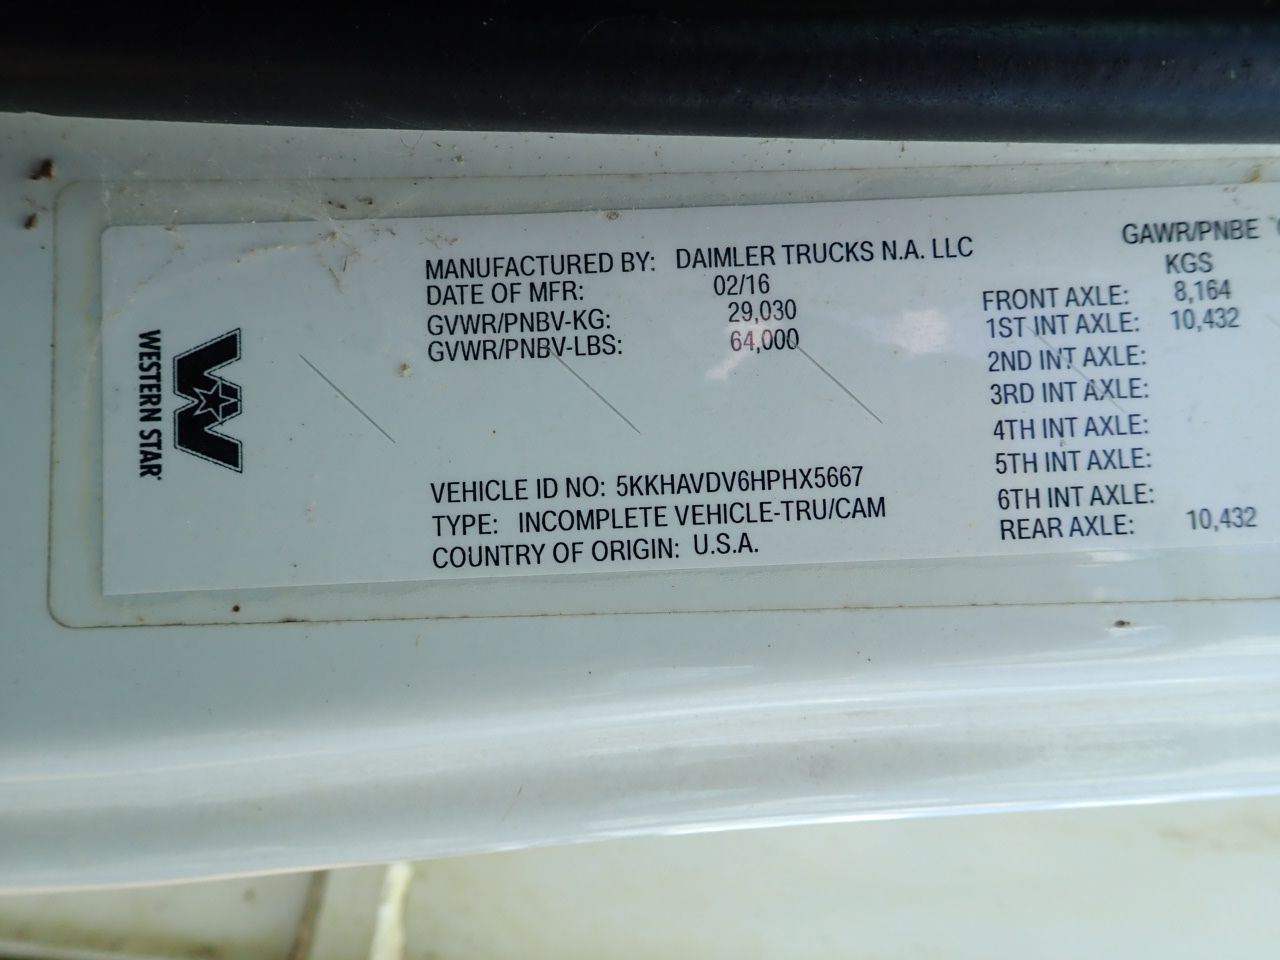 WESTERN STAR
MANUFACTURED BY: DAIMLER TRUCKS N.A. LLC
DATE OF MFR: 02/16
GVWR/PNBV-KG: 29,030
GVWR/PNBV-LBS: 64,000
VEHICLE ID NO: 5KKHAVDV6HPHX5667
TYPE: INCOMPLETE VEHICLE-TRU/CAM
COUNTRY OF ORIGIN: U.S.A.
GAWR/PNBE
KGS
FRONT AXLE: 8,164
1ST INT AXLE: 10,432
2ND INT AXLE:
3RD INT AXLE:
4TH INT AXLE:
5TH INT AXLE:
6TH INT AXLE:
REAR AXLE: 10,432